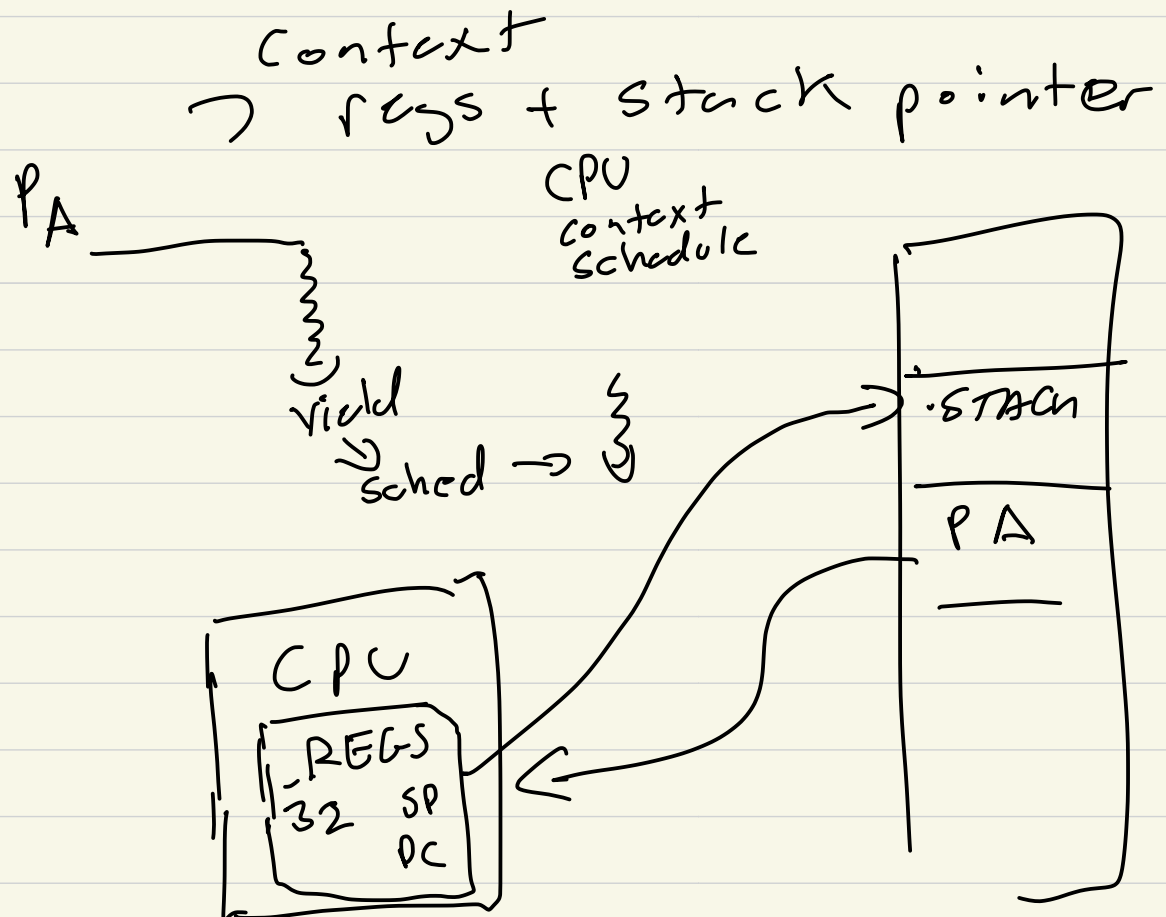 Context
regs + stack pointer
PA
CPU
context
schedule
yield
sched
STACK
PA
CPU
REGS
32 SP
PC